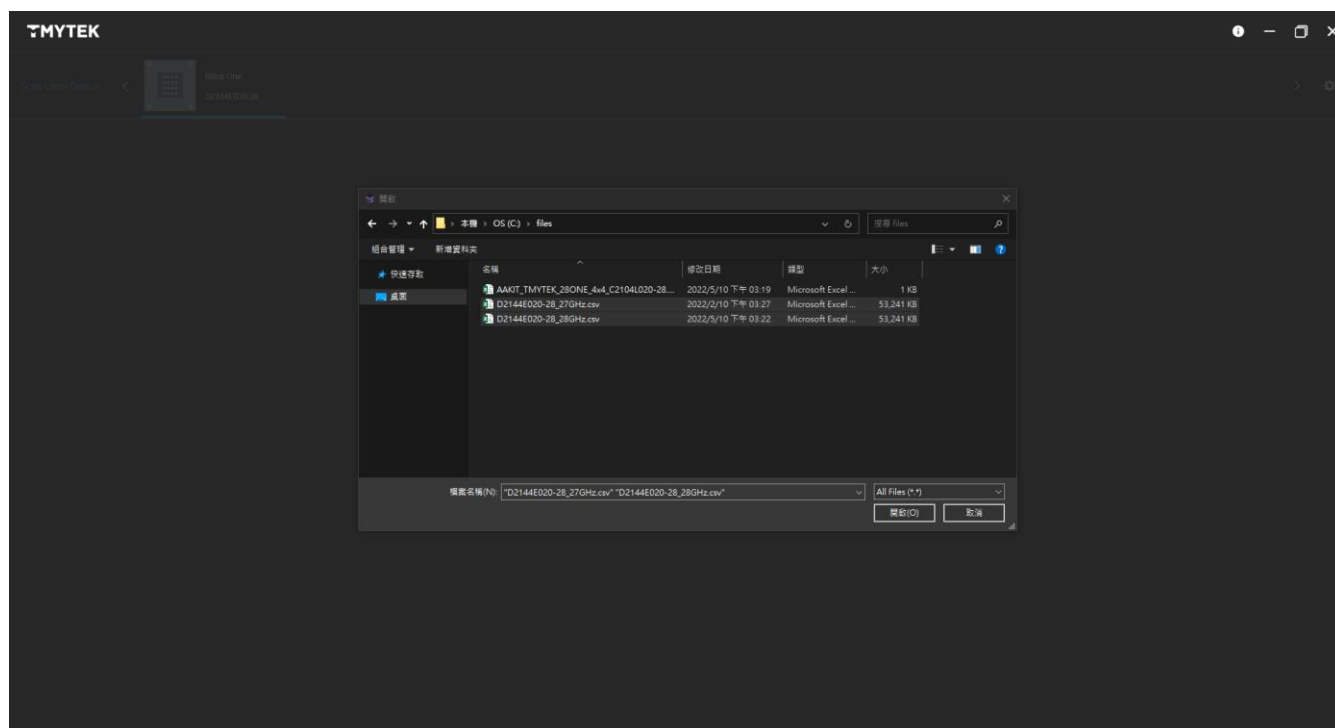 TMYTEK
Scan Local Device
BBox One
D2144E020-28
開啟
本機 › OS (C:) › files
搜尋 files
組合管理
新增資料夾
快速存取
桌面
名稱 修改日期 類型 大小
AAKIT_TMYTEK_28ONE_4x4_C2104L020-28.... 2022/5/10 下午 03:19 Microsoft Excel ... 1 KB
D2144E020-28_27GHz.csv 2022/2/10 下午 03:27 Microsoft Excel ... 53,241 KB
D2144E020-28_28GHz.csv 2022/5/10 下午 03:22 Microsoft Excel ... 53,241 KB
檔案名稱(N): "D2144E020-28_27GHz.csv" "D2144E020-28_28GHz.csv" All Files (*.*)
開啟(O) 取消